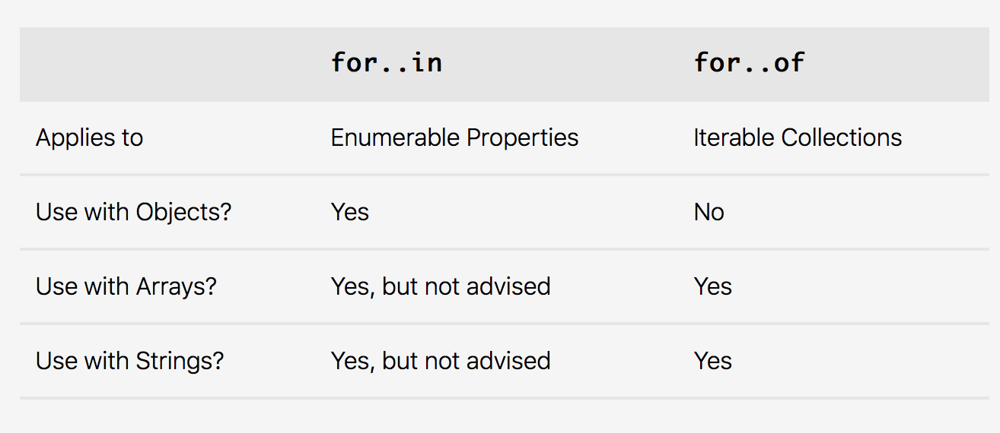 for..in for..of
Applies to Enumerable Properties Iterable Collections
Use with Objects? Yes No
Use with Arrays? Yes, but not advised Yes
Use with Strings? Yes, but not advised Yes